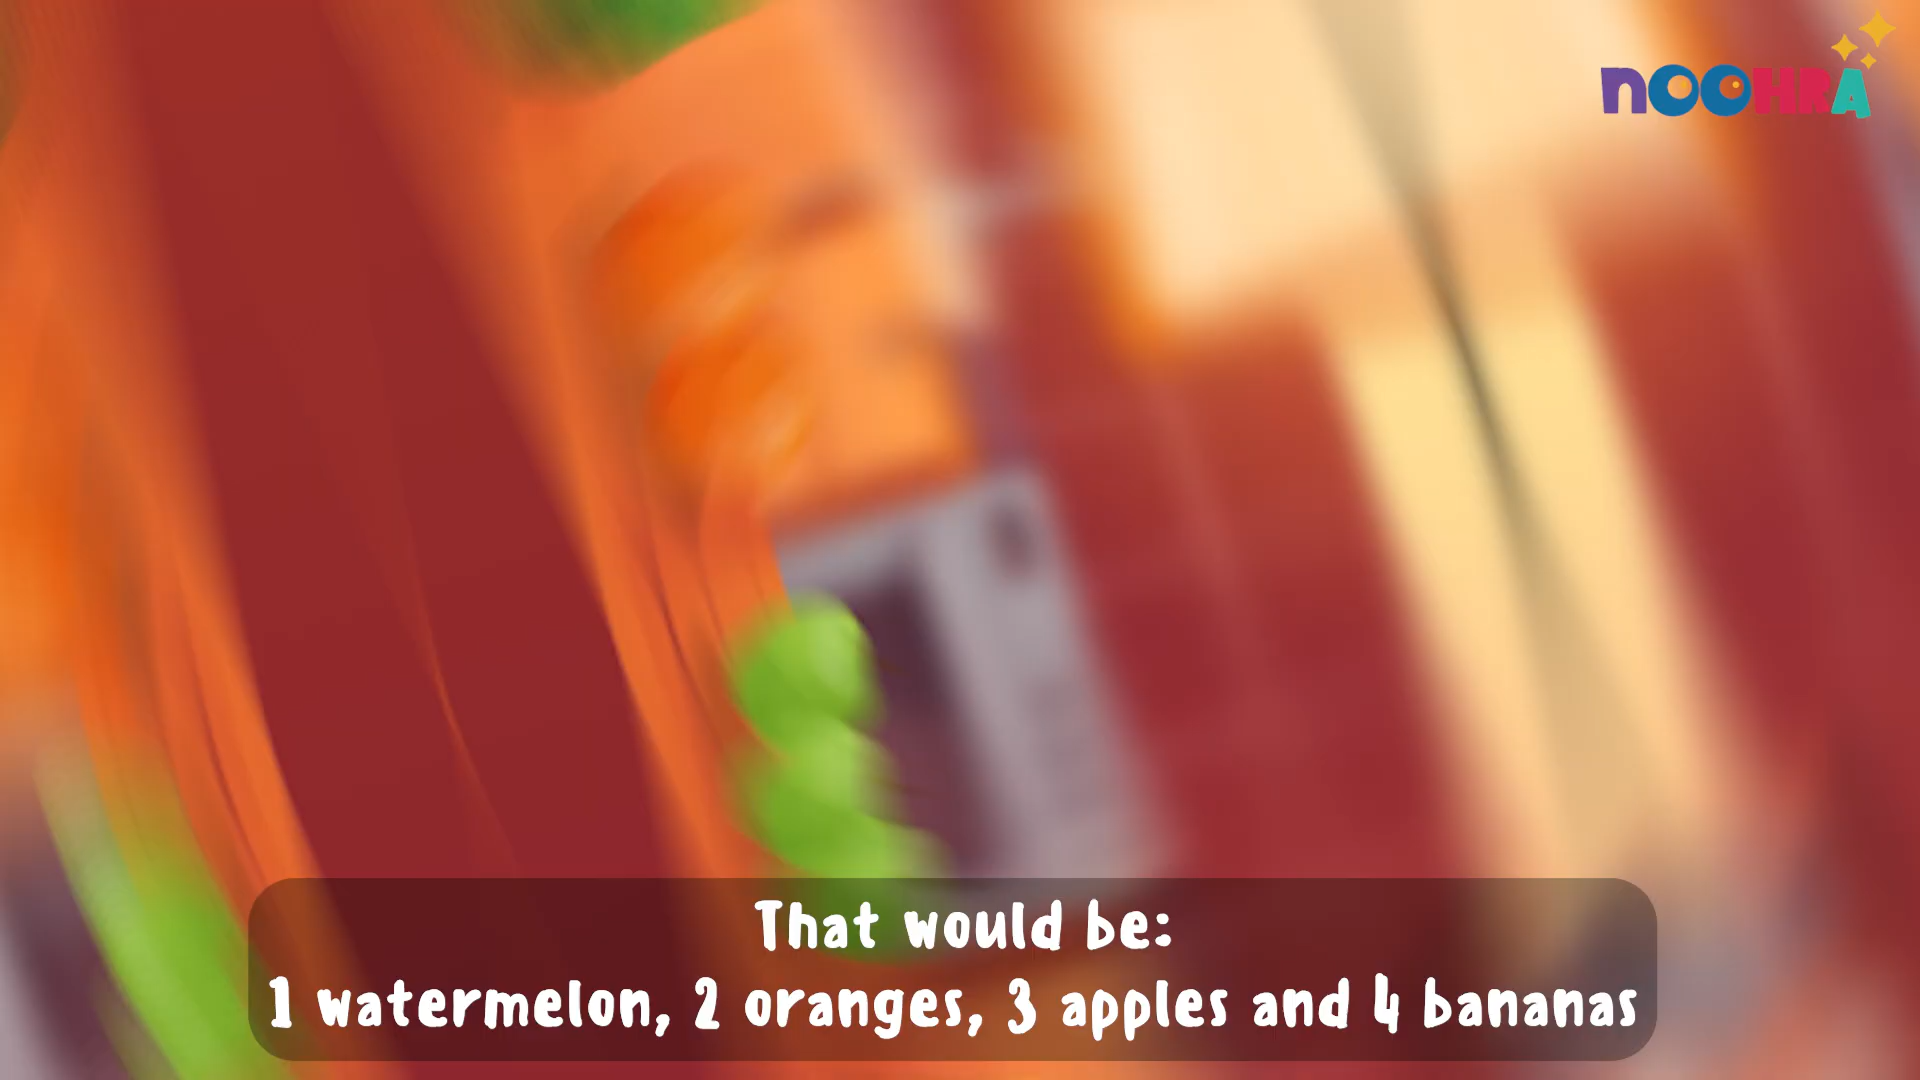 nOOHRA
That would be:
1 watermelon, 2 oranges, 3 apples and 4 bananas